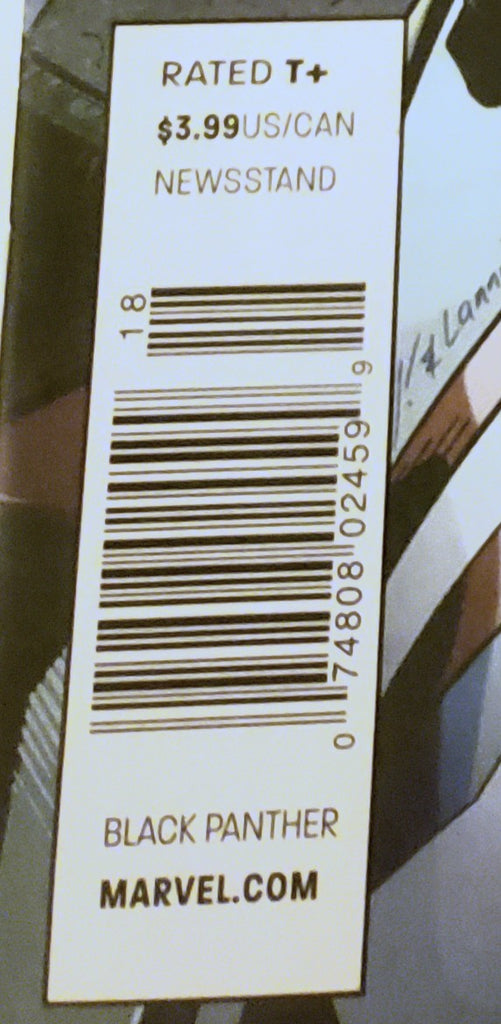 RATED T+
$3.99US/CAN
NEWSSTAND
18
0 74808 02459 9
BLACK PANTHER
MARVEL.COM